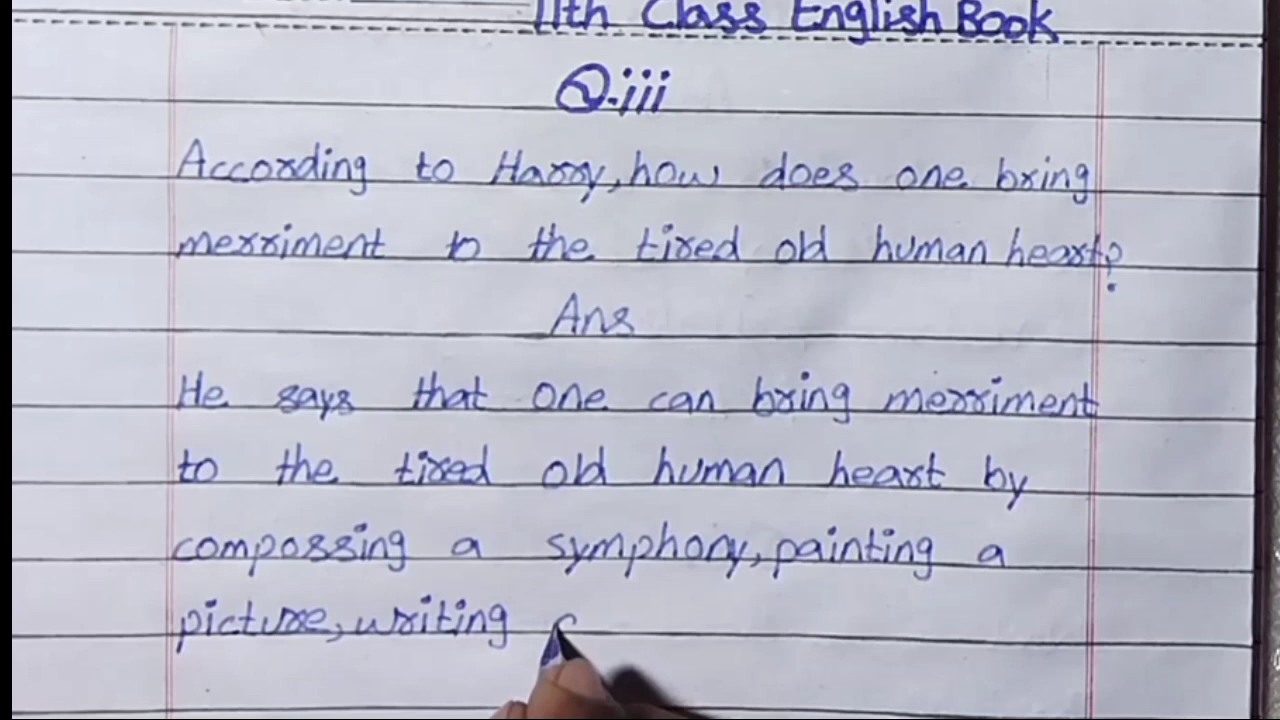 11th Class English Book
Q.iii
According to Harry, how does one bring
merriment to the tired old human heart?
Ans
He says that one can bring merriment
to the tired old human heart by
compossing a symphony, painting a
picture, writing